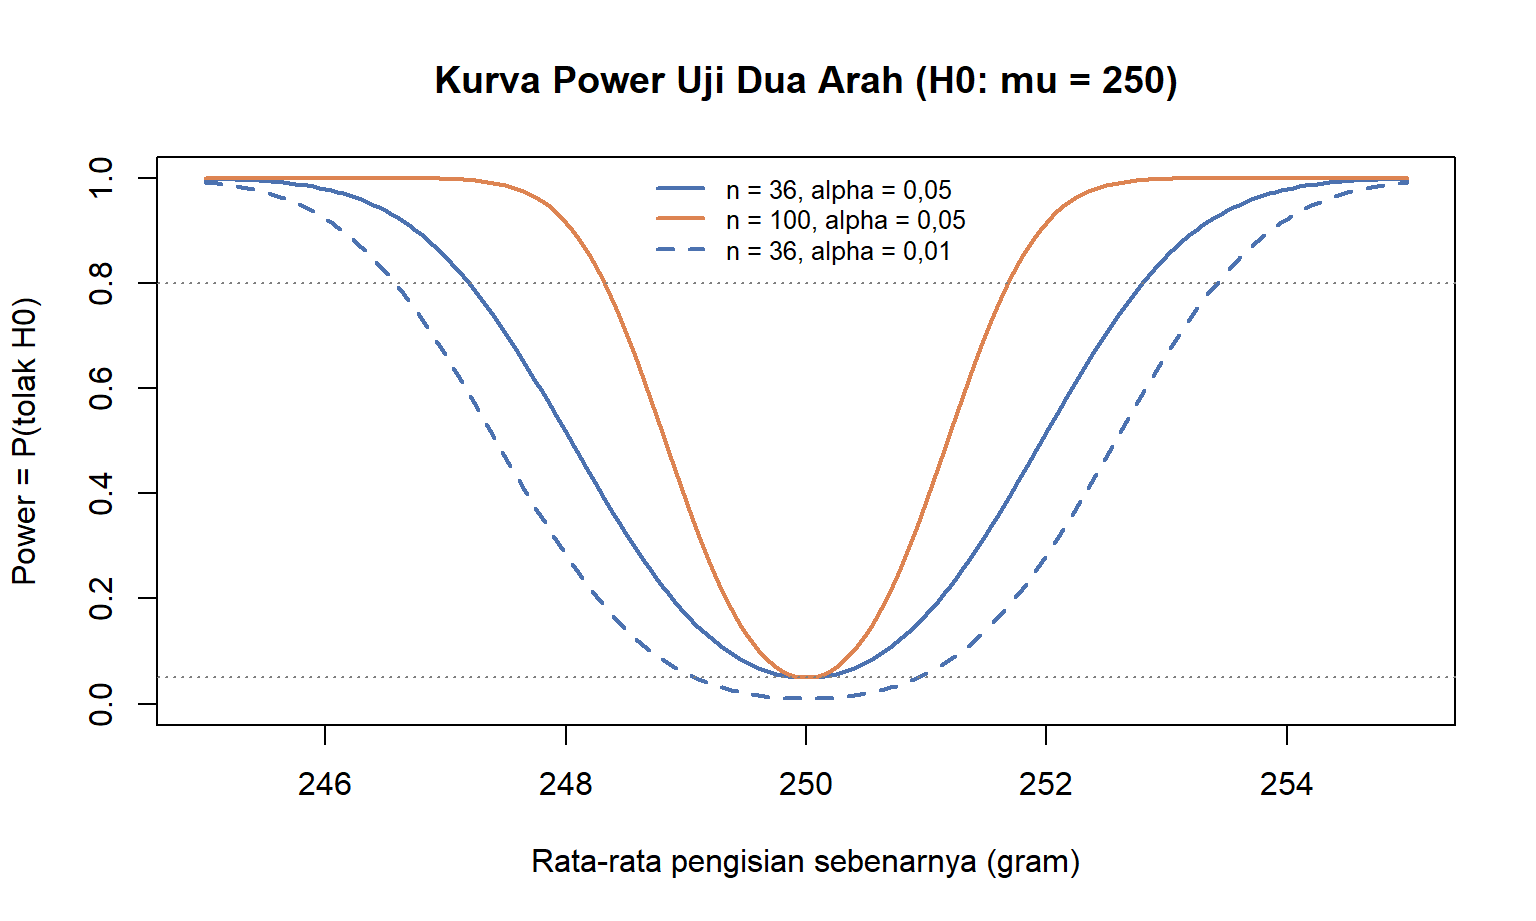 Kurva Power Uji Dua Arah (H0: mu = 250)
n = 36, alpha = 0,05
n = 100, alpha = 0,05
n = 36, alpha = 0,01
Power = P(tolak H0)
1.0
0.8
0.6
0.4
0.2
0.0
246 248 250 252 254
Rata-rata pengisian sebenarnya (gram)